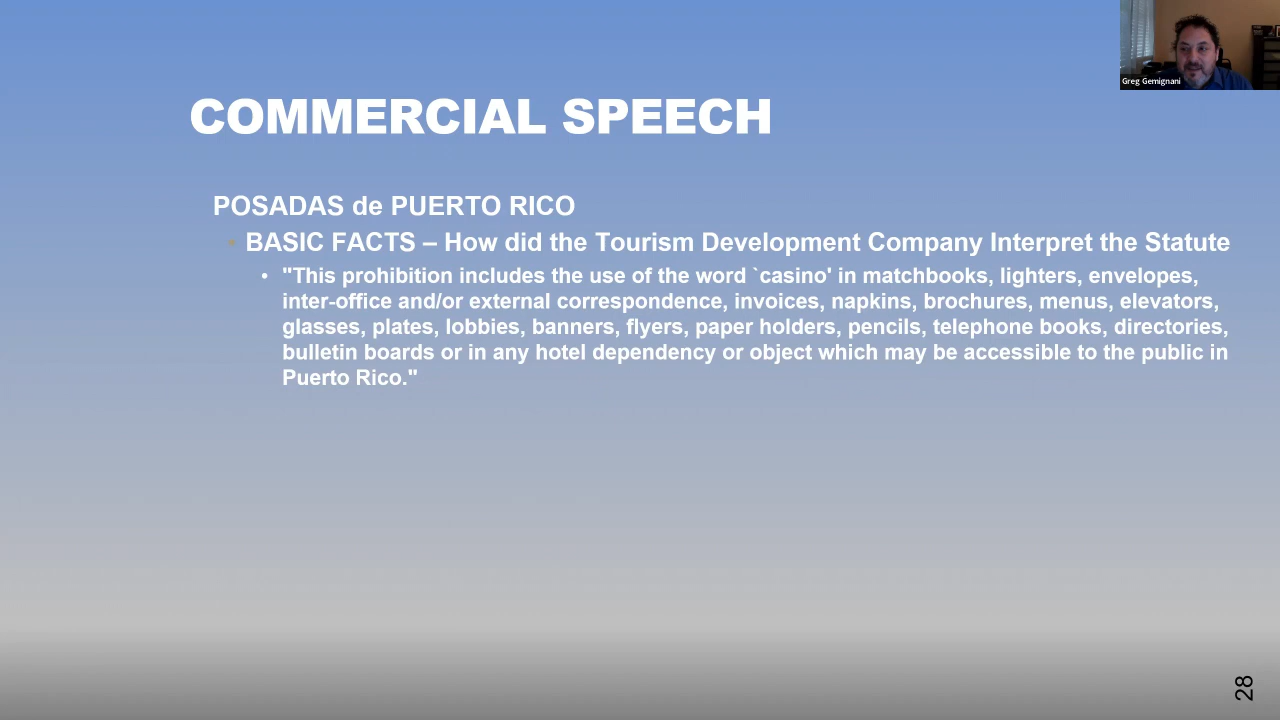 Greg Gemignani
COMMERCIAL SPEECH
POSADAS de PUERTO RICO
- BASIC FACTS – How did the Tourism Development Company Interpret the Statute
• "This prohibition includes the use of the word `casino' in matchbooks, lighters, envelopes,
inter-office and/or external correspondence, invoices, napkins, brochures, menus, elevators,
glasses, plates, lobbies, banners, flyers, paper holders, pencils, telephone books, directories,
bulletin boards or in any hotel dependency or object which may be accessible to the public in
Puerto Rico."
28